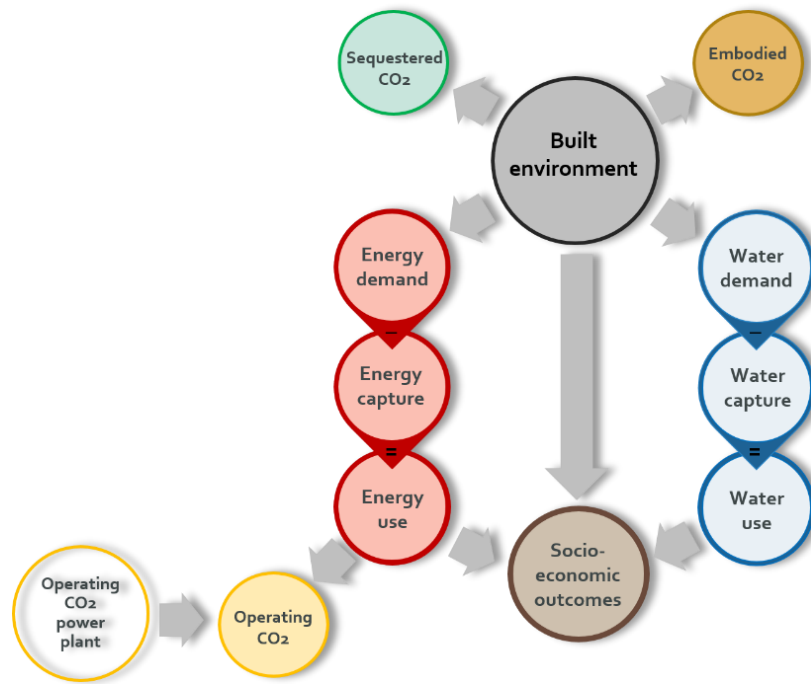 Sequestered
CO2
Embodied
CO2
Built
environment
Energy
demand
Water
demand
–
–
Energy
capture
Water
capture
=
=
Energy
use
Water
use
Socio-
economic
outcomes
Operating
CO2
power
plant
Operating
CO2